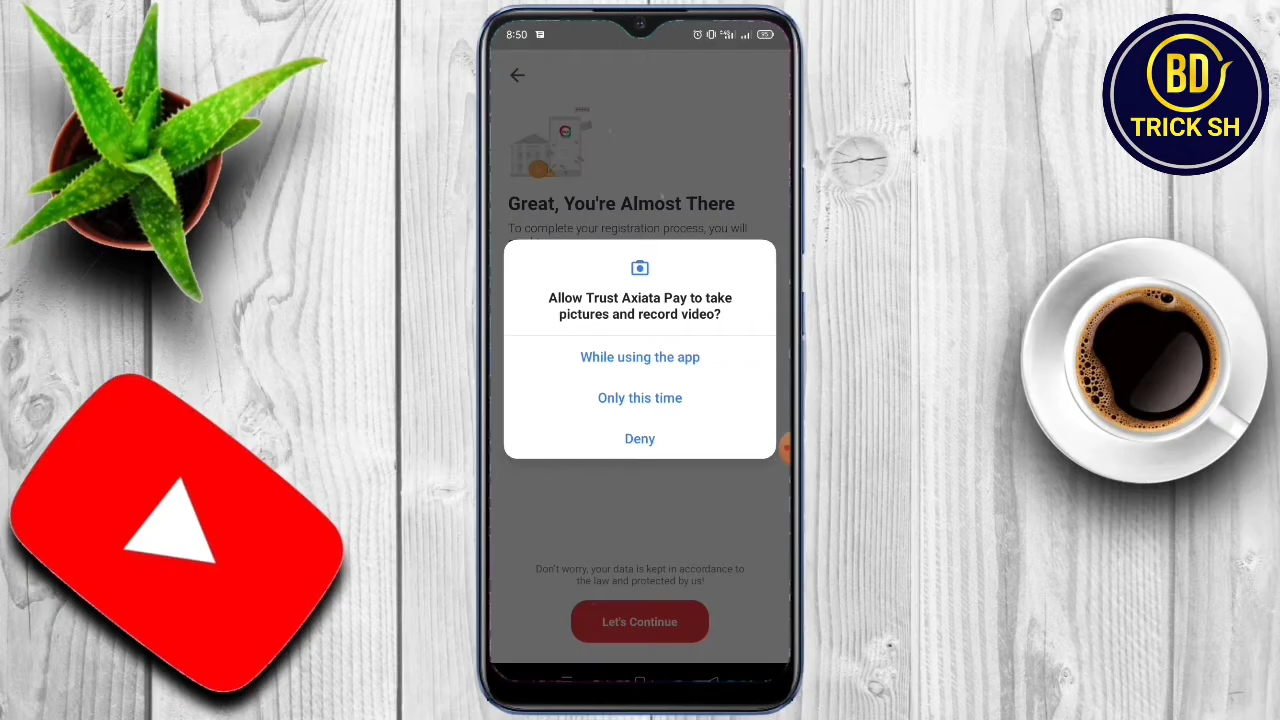 8:50
Great, You're Almost There
To complete your registration process, you will
Allow Trust Axiata Pay to take
pictures and record video?
While using the app
Only this time
Deny
Don't worry, your data is kept in accordance to
the law and protected by us!
Let's Continue
BD
TRICK SH